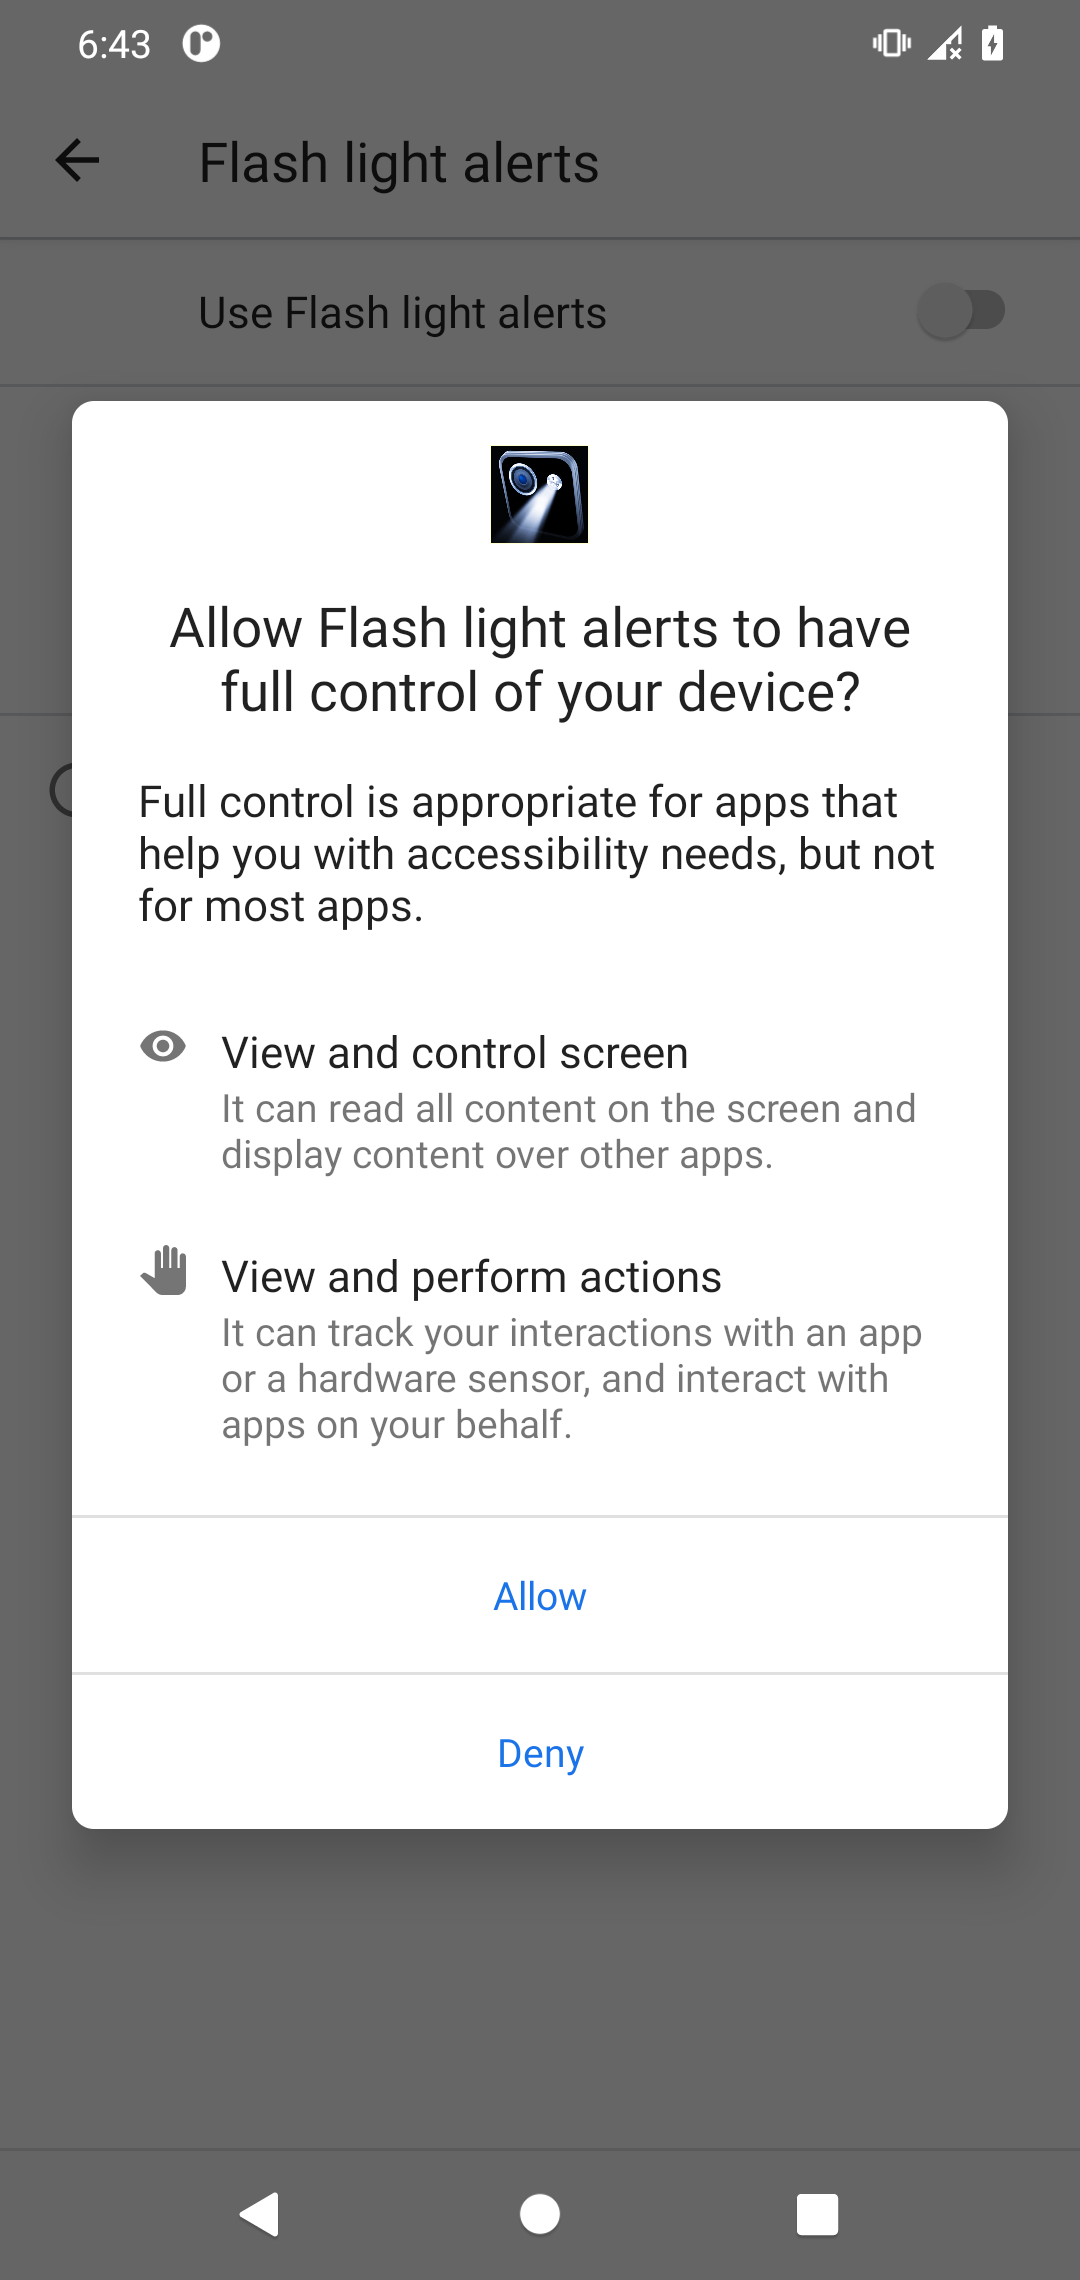 6:43
Flash light alerts
Use Flash light alerts
Allow Flash light alerts to have
full control of your device?
Full control is appropriate for apps that
help you with accessibility needs, but not
for most apps.
View and control screen
It can read all content on the screen and
display content over other apps.
View and perform actions
It can track your interactions with an app
or a hardware sensor, and interact with
apps on your behalf.
Allow
Deny